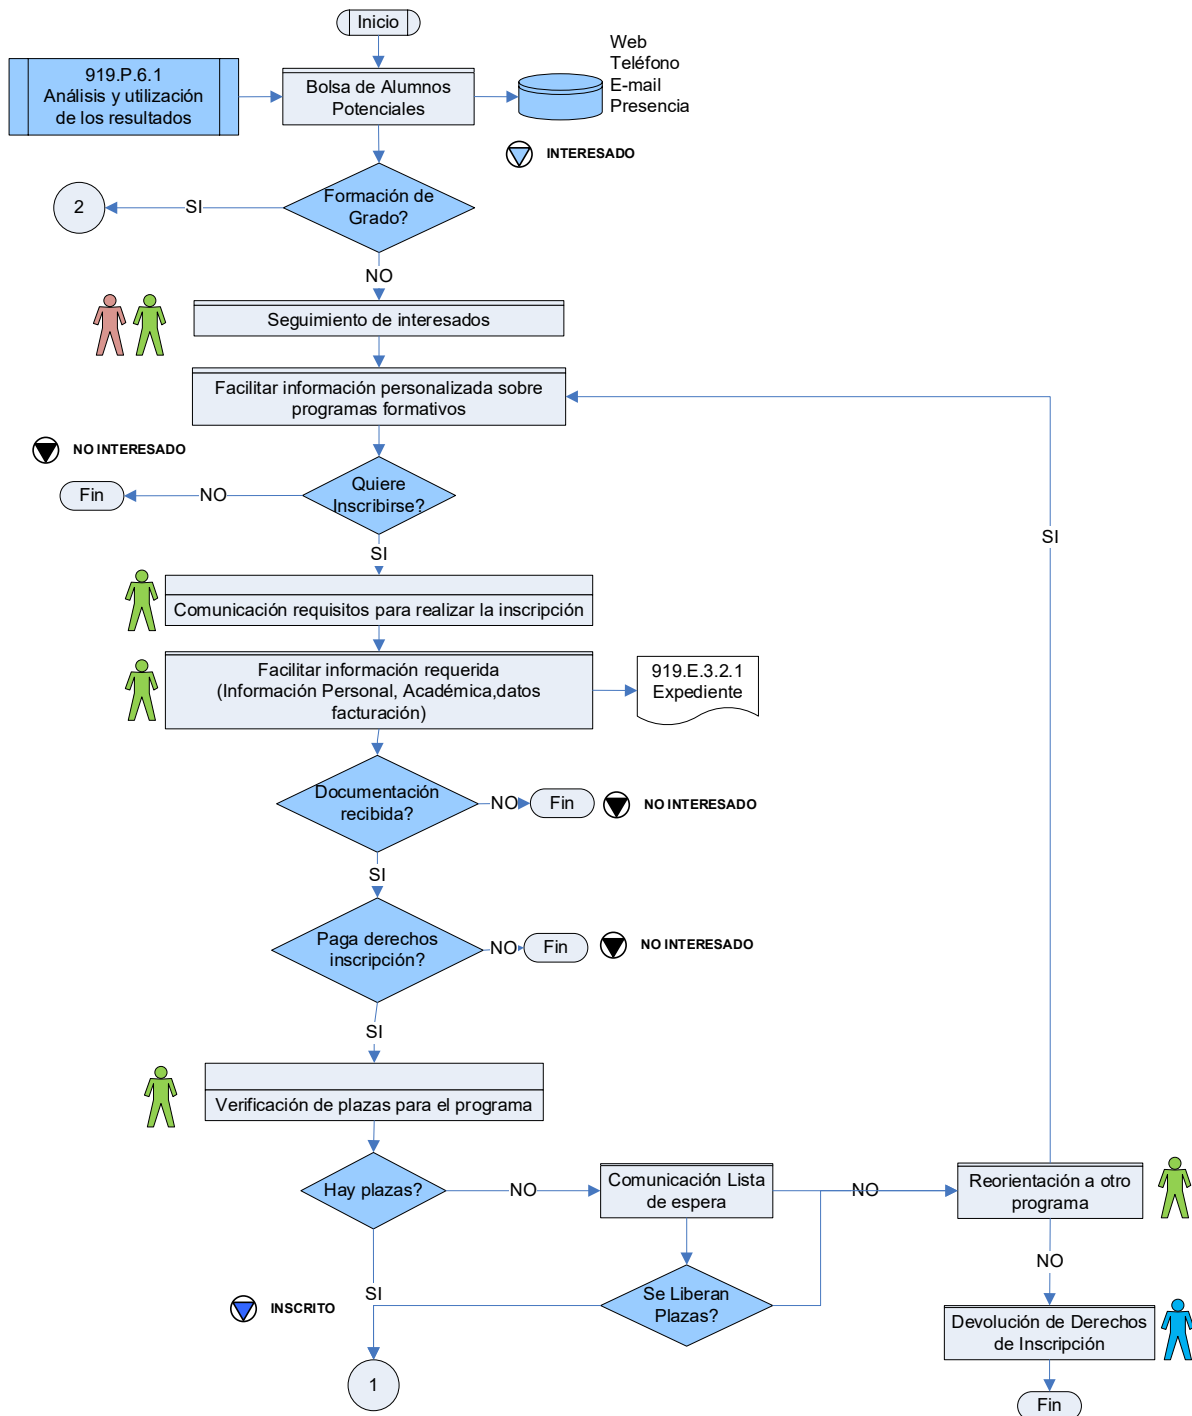 Inicio
919.P.6.1
Análisis y utilización
de los resultados
Bolsa de Alumnos
Potenciales
Web
Teléfono
E-mail
Presencia
INTERESADO
Formación de
Grado?
SI
2
NO
Seguimiento de interesados
Facilitar información personalizada sobre
programas formativos
NO INTERESADO
Quiere
Inscribirse?
NO
Fin
SI
SI
Comunicación requisitos para realizar la inscripción
Facilitar información requerida
(Información Personal, Académica,datos
facturación)
919.E.3.2.1
Expediente
Documentación
recibida?
NO
Fin
NO INTERESADO
SI
Paga derechos
inscripción?
NO
Fin
NO INTERESADO
SI
Verificación de plazas para el programa
Hay plazas?
NO
Comunicación Lista
de espera
NO
Reorientación a otro
programa
NO
SI
INSCRITO
Se Liberan
Plazas?
Devolución de Derechos
de Inscripción
1
Fin